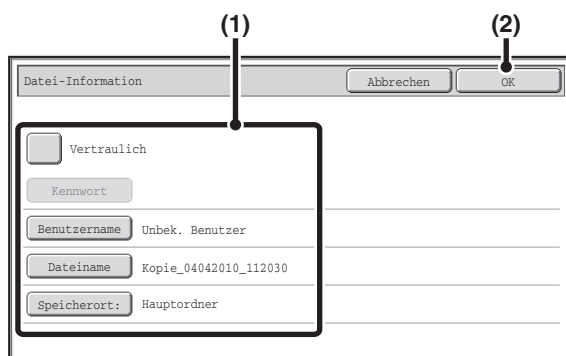 (1) (2)
Datei-Information Abbrechen OK
Vertraulich
Kennwort
Benutzername Unbek. Benutzer
Dateiname Kopie_04042010_112030
Speicherort: Hauptordner